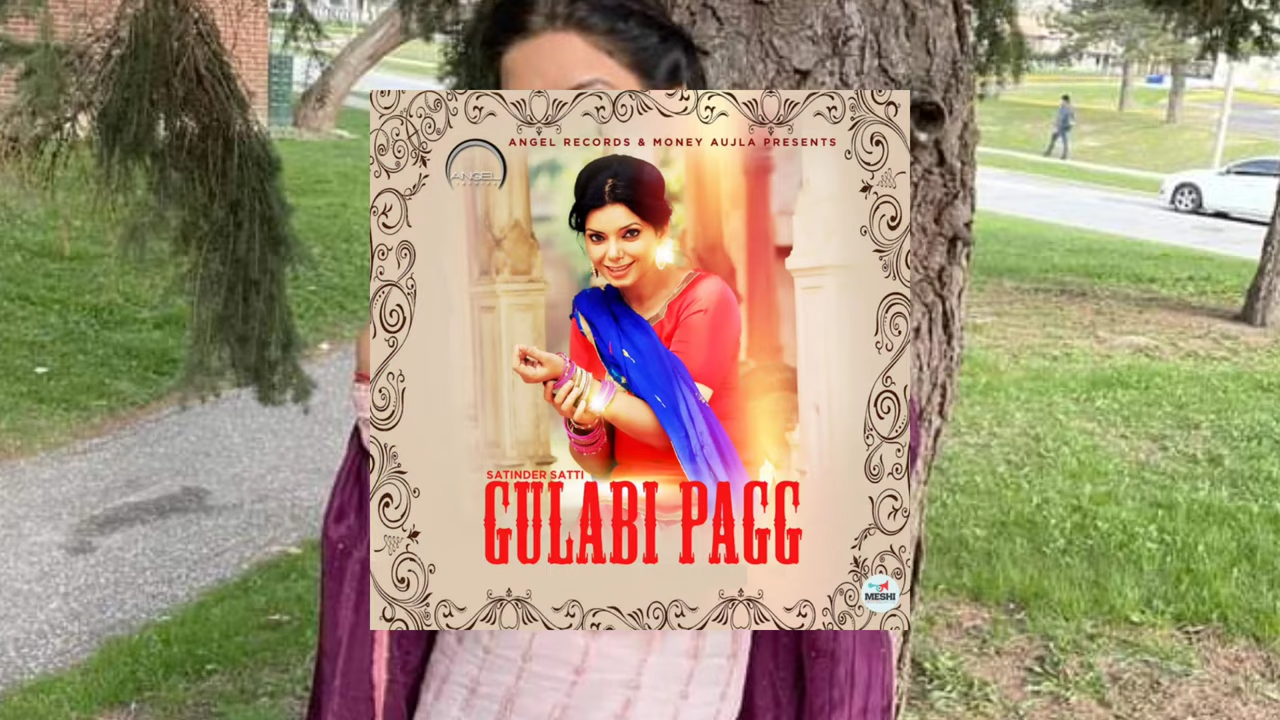 ANGEL RECORDS & MONEY AUJLA PRESENTS
ANGEL
SATINDER SATTI
GULABI PAGG
MESHI